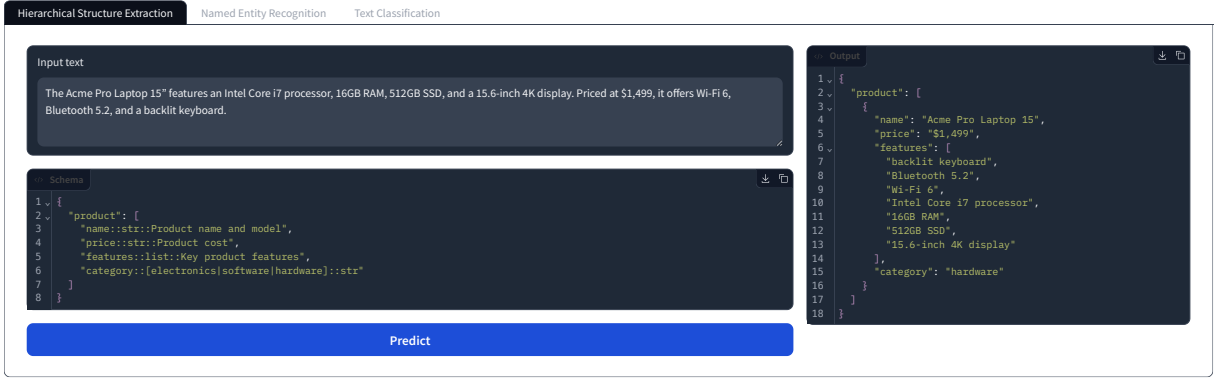 Hierarchical Structure Extraction
Named Entity Recognition
Text Classification
Input text
The Acme Pro Laptop 15” features an Intel Core i7 processor, 16GB RAM, 512GB SSD, and a 15.6-inch 4K display. Priced at $1,499, it offers Wi-Fi 6,
Bluetooth 5.2, and a backlit keyboard.
Schema
1 {
2 "product": [
3 "name::str::Product name and model",
4 "price::str::Product cost",
5 "features::list::Key product features",
6 "category::[electronics|software|hardware]::str"
7 ]
8 }
Predict
Output
1 {
2 "product": [
3 {
4 "name": "Acme Pro Laptop 15",
5 "price": "$1,499",
6 "features": [
7 "backlit keyboard",
8 "Bluetooth 5.2",
9 "Wi-Fi 6",
10 "Intel Core i7 processor",
11 "16GB RAM",
12 "512GB SSD",
13 "15.6-inch 4K display"
14 ],
15 "category": "hardware"
16 }
17 ]
18 }